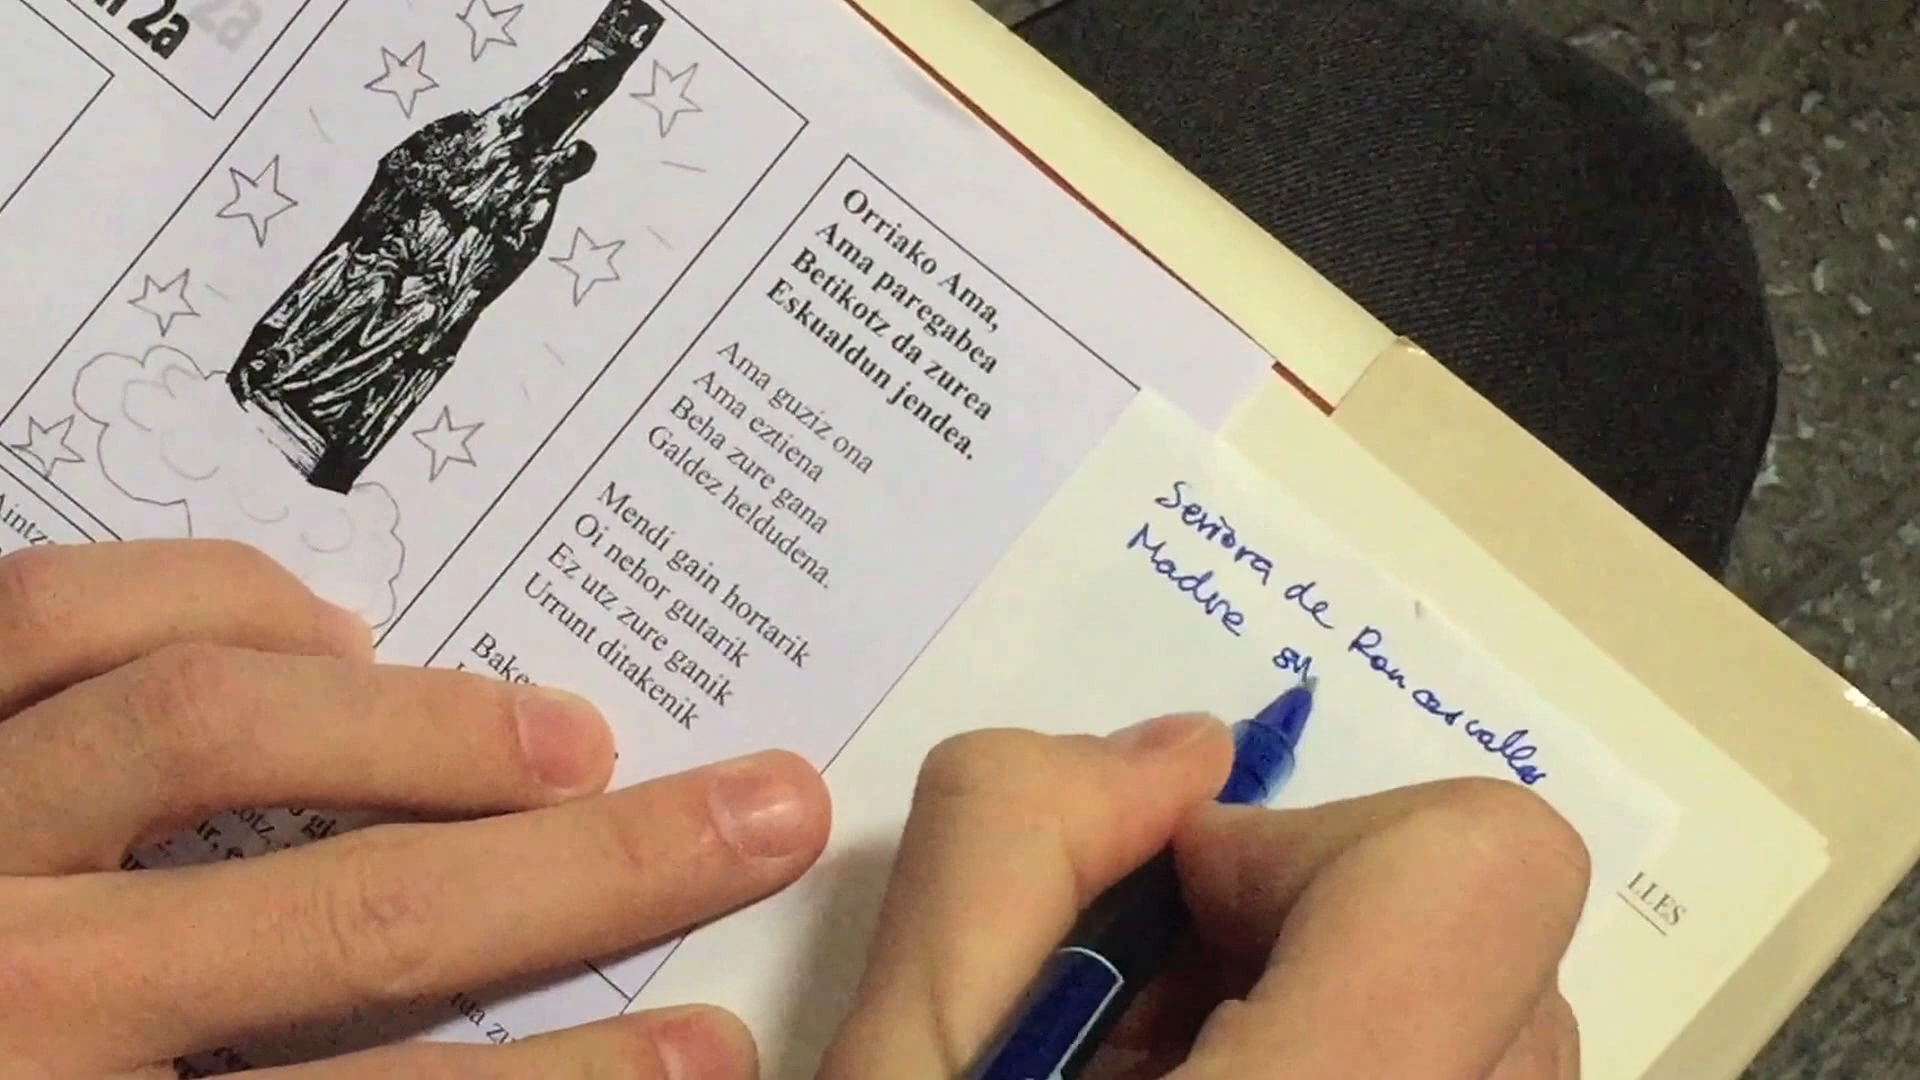 2a
Orriako Ama,
Ama paregabea
Betikotz da zurea
Eskualdun jendea.
Ama guziz ona
Ama eztiena
Beha zure gana
Galdez heldudena.
Mendi gain hortarik
Oi nehor gutarik
Ez utz zure ganik
Urrunt ditakenik
Señora de Roncesvalles
Madre
LLES